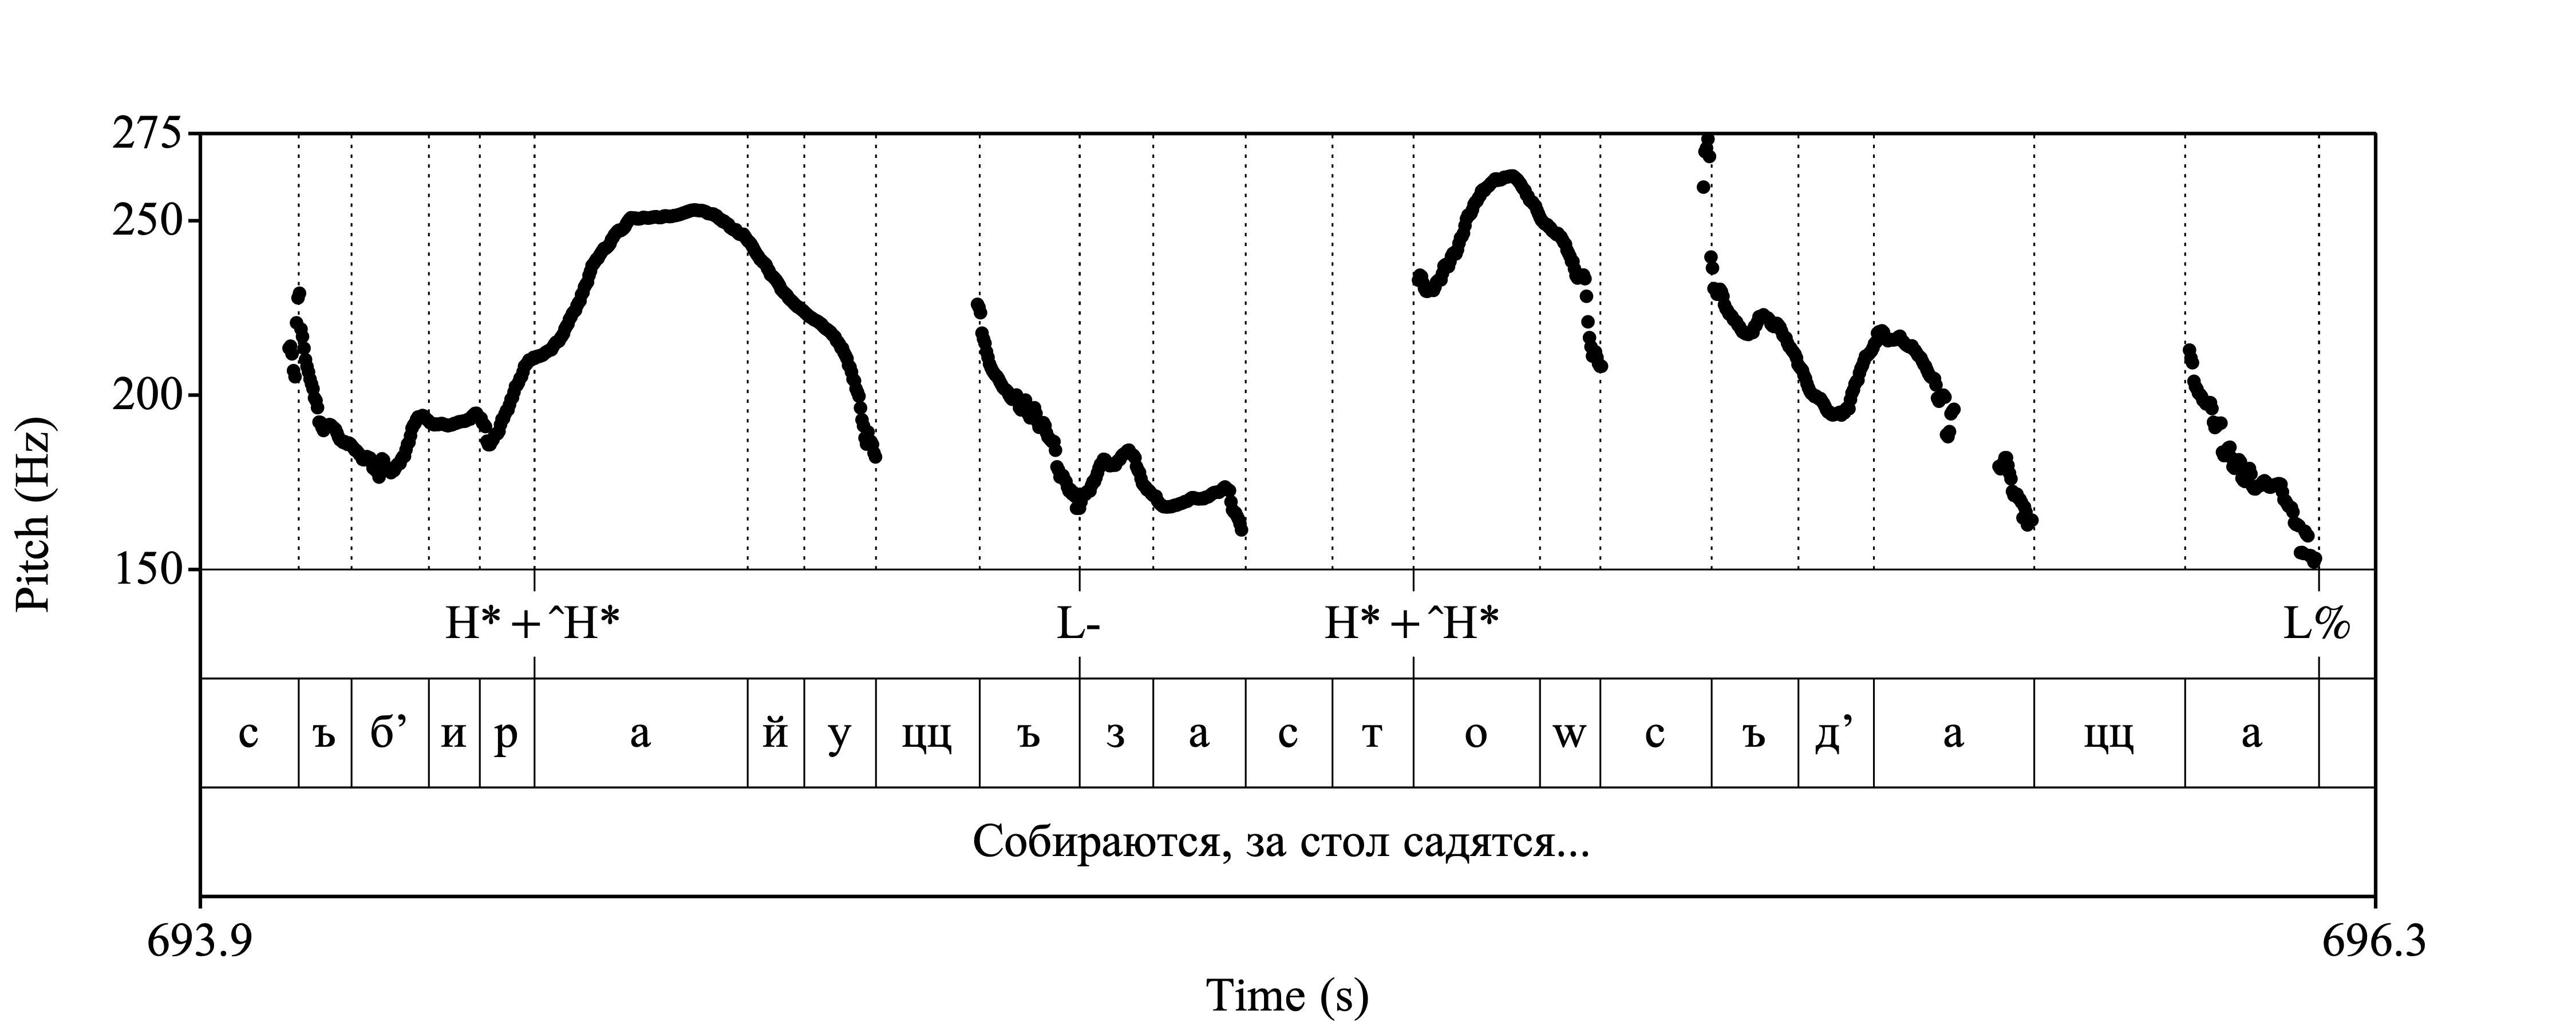 275
250
200
150
Pitch (Hz)
H*+^H* L- H*+^H* L%
с ъ б’ и р а й у цц ъ з а с т о w с ъ д’ а цц а
Собираются, за стол садятся...
693.9 696.3
Time (s)